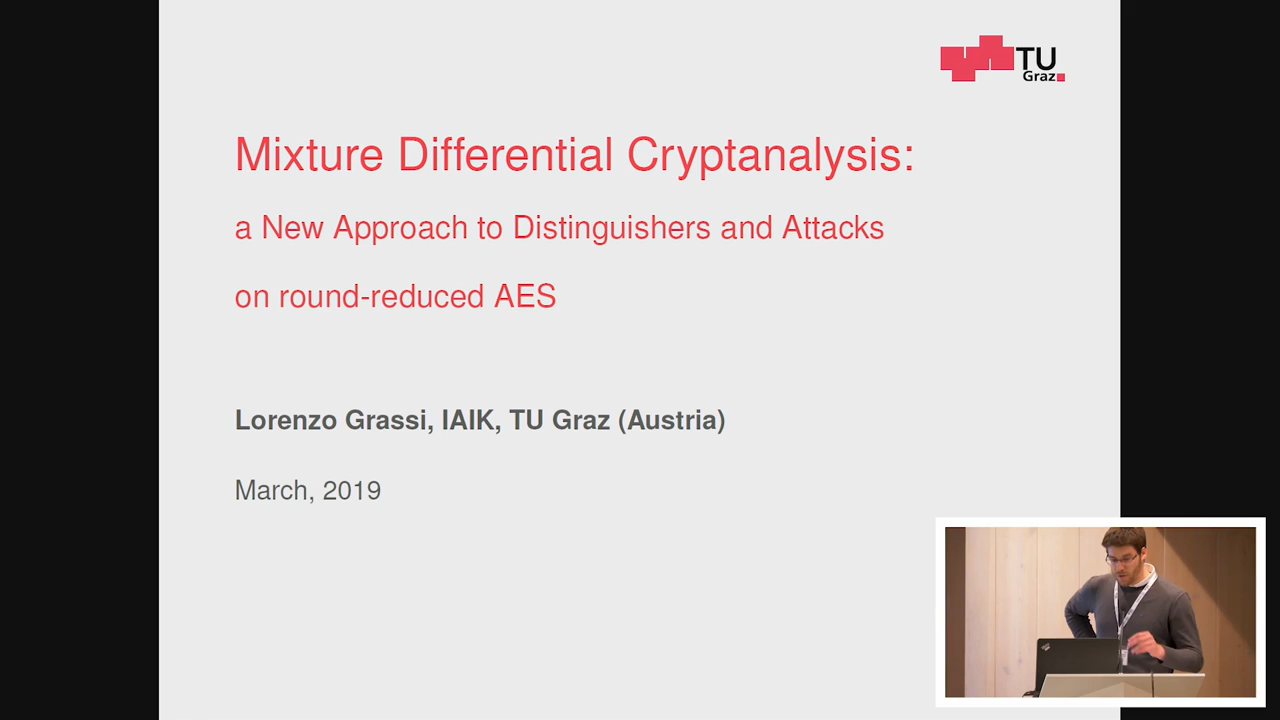 TU
Graz
Mixture Differential Cryptanalysis:
a New Approach to Distinguishers and Attacks
on round-reduced AES
Lorenzo Grassi, IAIK, TU Graz (Austria)
March, 2019